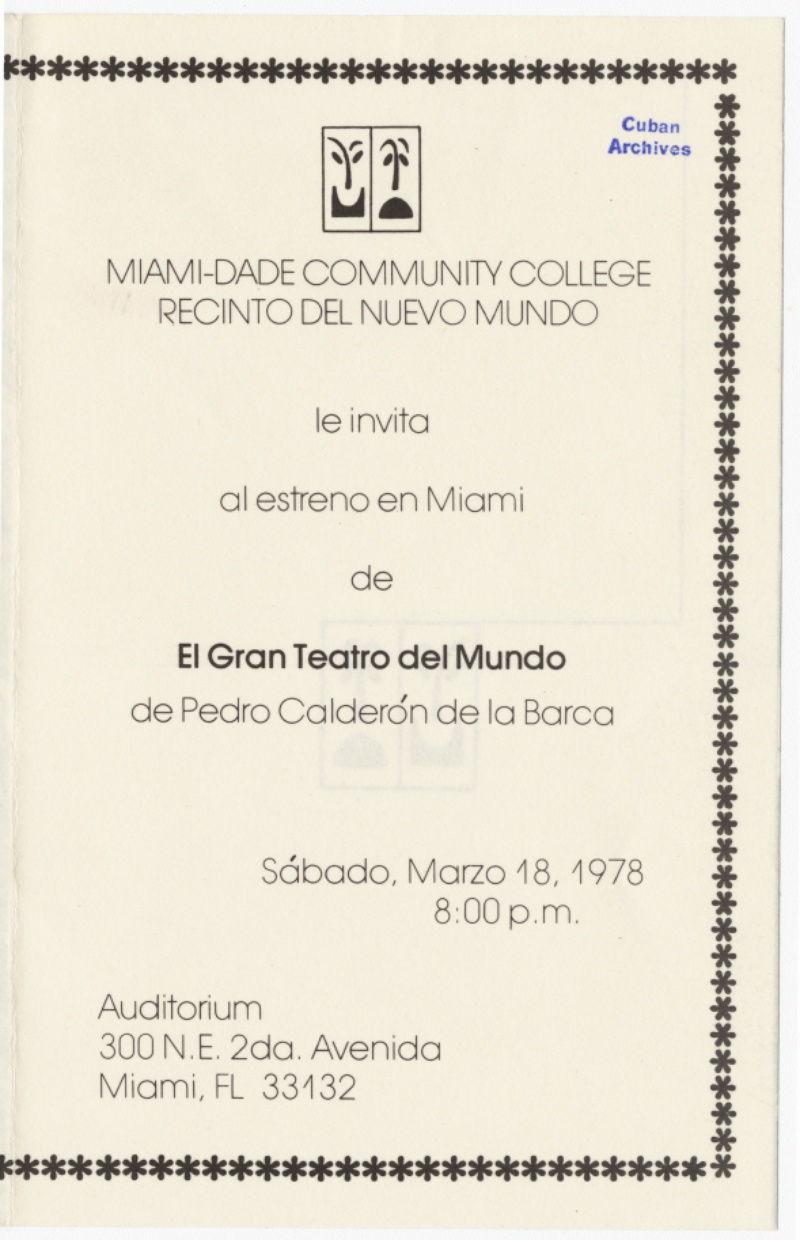 Cuban
Archives
MIAMI-DADE COMMUNITY COLLEGE
RECINTO DEL NUEVO MUNDO
le invita
al estreno en Miami
de
El Gran Teatro del Mundo
de Pedro Calderón de la Barca
Sábado, Marzo 18, 1978
8:00 p.m.
Auditorium
300 N.E. 2da. Avenida
Miami, FL 33132